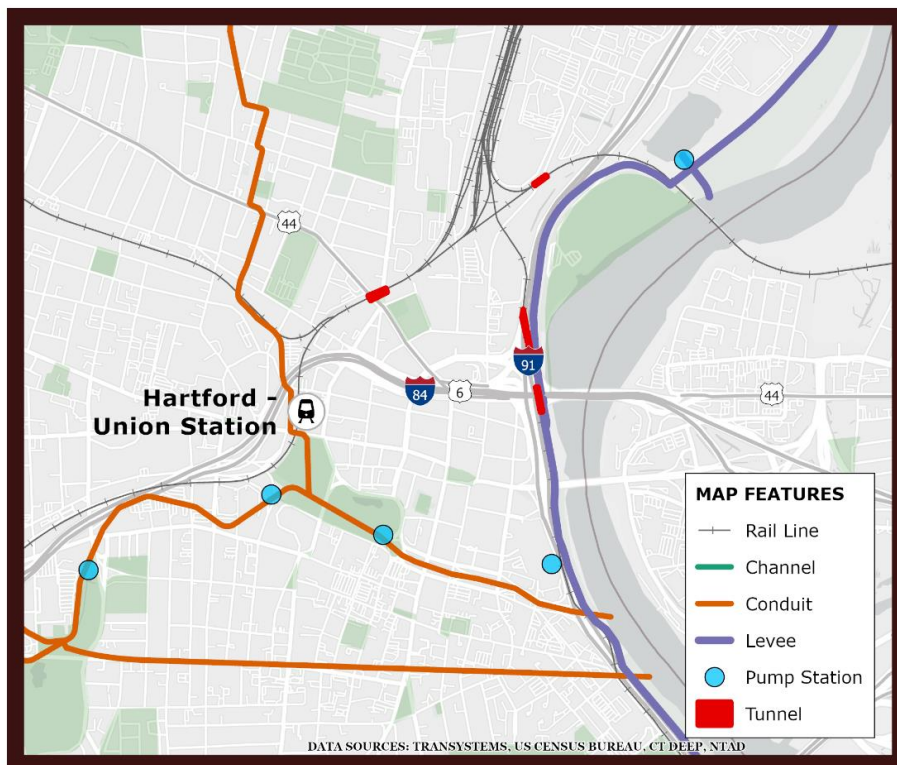 44
91
84
6
44
Hartford -
Union Station
MAP FEATURES
Rail Line
Channel
Conduit
Levee
Pump Station
Tunnel
DATA SOURCES: TRANSYSTEMS, US CENSUS BUREAU, CT DEEP, NTAD